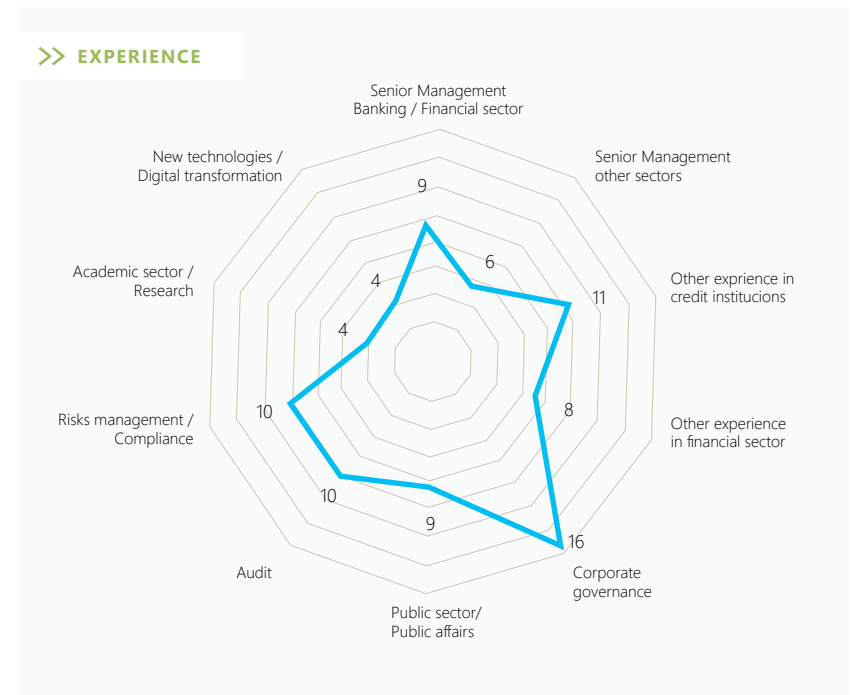 EXPERIENCE
Senior Management
Banking / Financial sector
New technologies /
Digital transformation
Senior Management
other sectors
9
6
4
Academic sector /
Research
Other exprience in
credit institucions
11
4
Risks management /
Compliance
10
8
Other experience
in financial sector
10
9
16
Audit
Corporate
governance
Public sector/
Public affairs